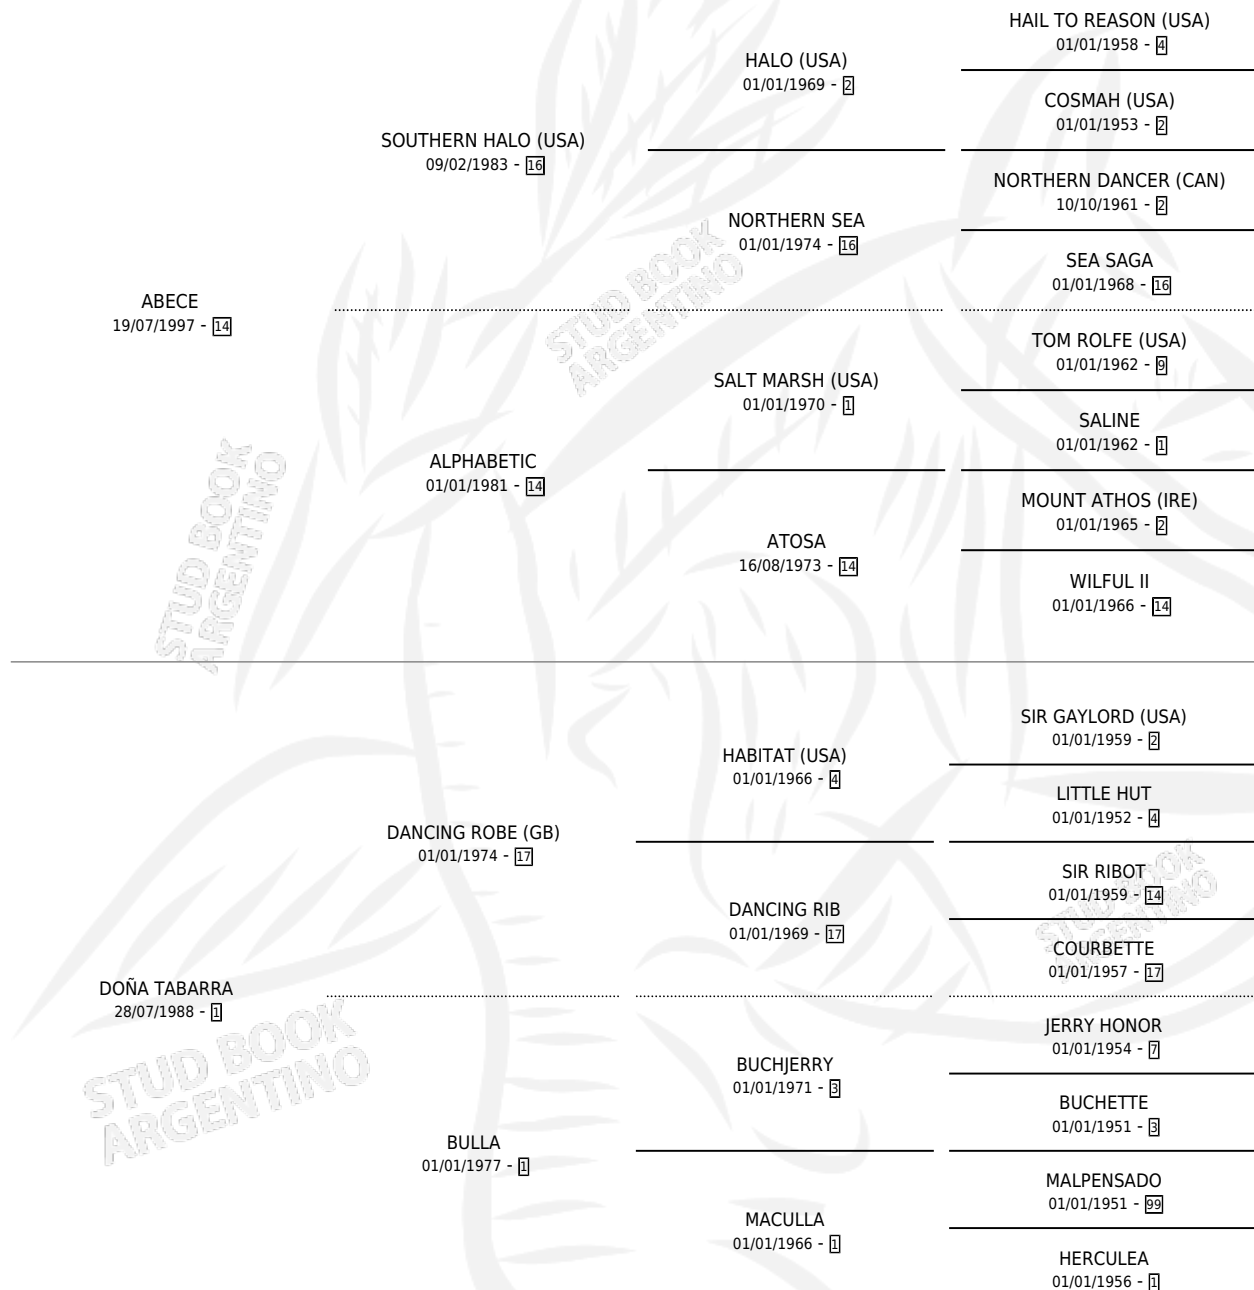 HAIL TO REASON (USA)
01/01/1958 - 4
HALO (USA)
01/01/1969 - 2
COSMAH (USA)
01/01/1953 - 2
SOUTHERN HALO (USA)
09/02/1983 - 16
NORTHERN DANCER (CAN)
10/10/1961 - 2
NORTHERN SEA
01/01/1974 - 16
SEA SAGA
01/01/1968 - 16
ABECE
19/07/1997 - 14
STUD BOOK
ARGENTINO
TOM ROLFE (USA)
01/01/1962 - 9
SALT MARSH (USA)
01/01/1970 - 1
SALINE
01/01/1962 - 1
ALPHABETIC
01/01/1981 - 14
MOUNT ATHOS (IRE)
01/01/1965 - 2
ATOSA
16/08/1973 - 14
WILFUL II
01/01/1966 - 14
STUD BOOK
ARGENTINO
SIR GAYLORD (USA)
01/01/1959 - 2
HABITAT (USA)
01/01/1966 - 4
LITTLE HUT
01/01/1952 - 4
DANCING ROBE (GB)
01/01/1974 - 17
SIR RIBOT
01/01/1959 - 14
DANCING RIB
01/01/1969 - 17
STUD BOOK
ARGENTINO
COURBETTE
01/01/1957 - 17
DOÑA TABARRA
28/07/1988 - 1
STUD BOOK
ARGENTINO
JERRY HONOR
01/01/1954 - 7
BUCHJERRY
01/01/1971 - 3
BUCHETTE
01/01/1951 - 3
BULLA
01/01/1977 - 1
MALPENSADO
01/01/1951 - 99
MACULLA
01/01/1966 - 1
HERCULEA
01/01/1956 - 1